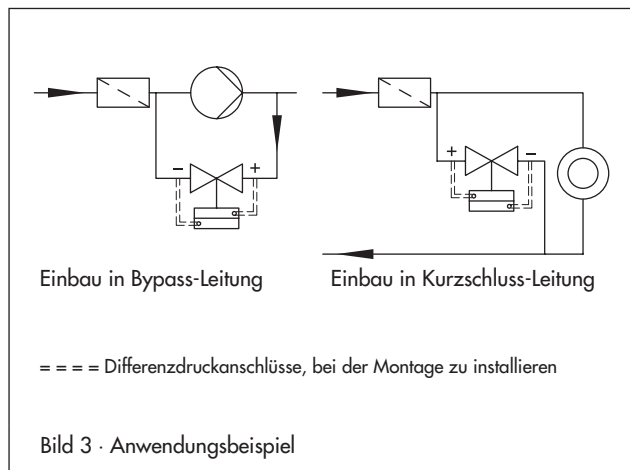 – +
+ –
Einbau in Bypass-Leitung
Einbau in Kurzschluss-Leitung
= = = = Differenzdruckanschlüsse, bei der Montage zu installieren
Bild 3 · Anwendungsbeispiel